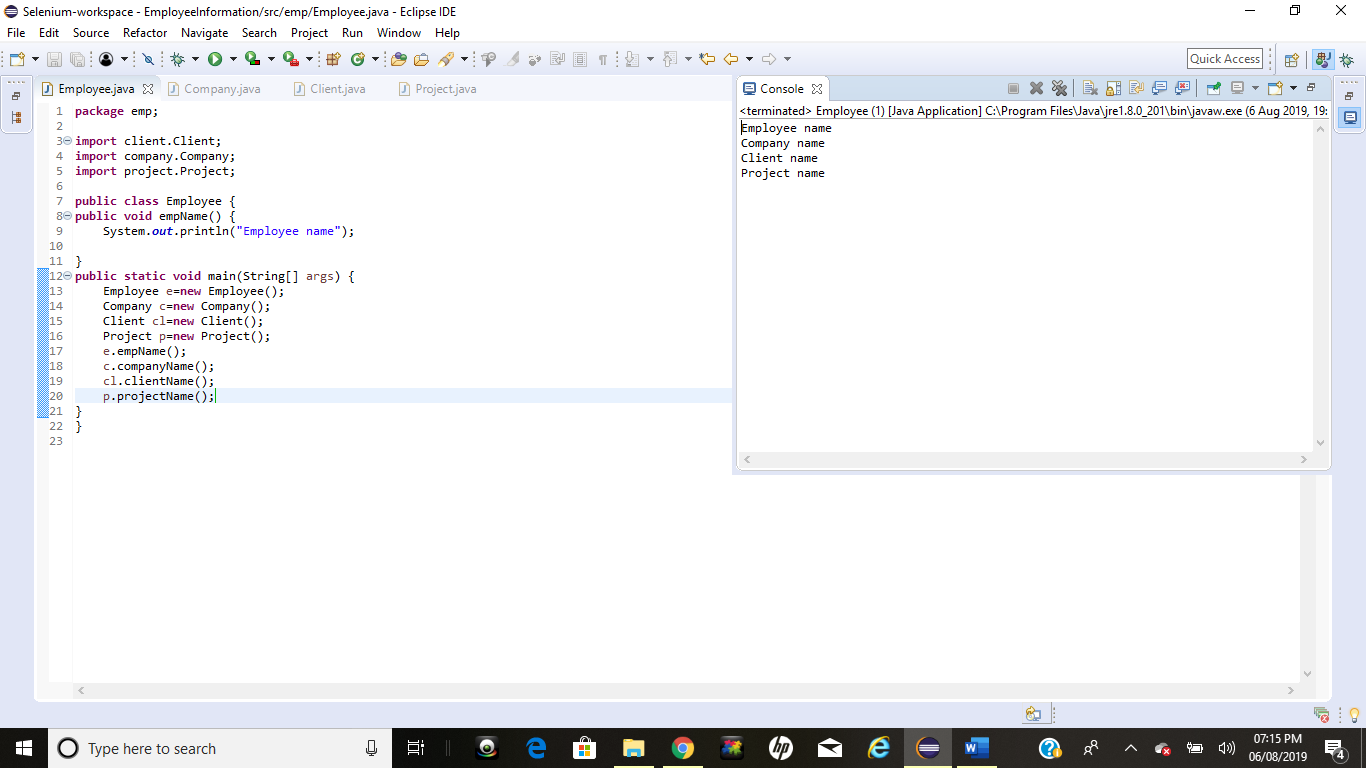 Selenium-workspace - EmployeeInformation/src/emp/Employee.java - Eclipse IDE
File Edit Source Refactor Navigate Search Project Run Window Help
Quick Access
Employee.java Company.java Client.java Project.java
1 package emp;
2
3 import client.Client;
4 import company.Company;
5 import project.Project;
6
7 public class Employee {
8 public void empName() {
9 System.out.println("Employee name");
10
11 }
12 public static void main(String[] args) {
13 Employee e=new Employee();
14 Company c=new Company();
15 Client cl=new Client();
16 Project p=new Project();
17 e.empName();
18 c.companyName();
19 cl.clientName();
20 p.projectName();
21 }
22 }
23
Console
<terminated> Employee (1) [Java Application] C:\Program Files\Java\jre1.8.0_201\bin\javaw.exe (6 Aug 2019, 19:
Employee name
Company name
Client name
Project name
Type here to search
07:15 PM
06/08/2019
4